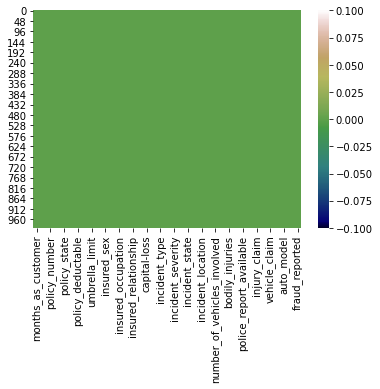 0
48
96
144
192
240
288
336
384
432
480
528
576
624
672
720
768
816
864
912
960
months_as_customer
policy_number
policy_state
policy_deductable
umbrella_limit
insured_sex
insured_occupation
insured_relationship
capital-loss
incident_type
incident_severity
incident_state
incident_location
number_of_vehicles_involved
bodily_injuries
police_report_available
injury_claim
vehicle_claim
auto_model
fraud_reported
0.100
0.075
0.050
0.025
0.000
−0.025
−0.050
−0.075
−0.100